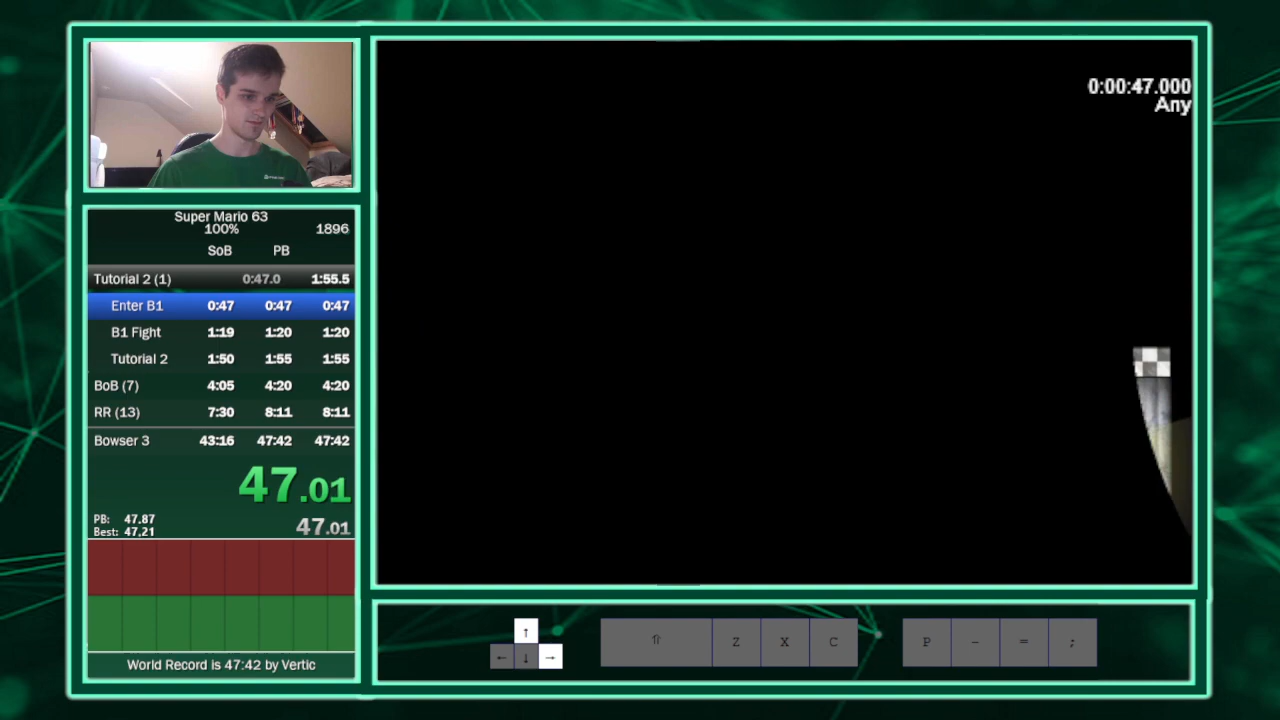 0:00:47.000
Any
Super Mario 63
100% 1896
SoB PB
Tutorial 2 (1) 0:47.0 1:55.5
Enter B1 0:47 0:47 0:47
B1 Fight 1:19 1:20 1:20
Tutorial 2 1:50 1:55 1:55
BoB (7) 4:05 4:20 4:20
RR (13) 7:30 8:11 8:11
Bowser 3 43:16 47:42 47:42
47.01
PB: 47.87
Best: 47.21
47.01
World Record is 47:42 by Vertic
↑
← ↓ →
⇑ Z X C P - = ;